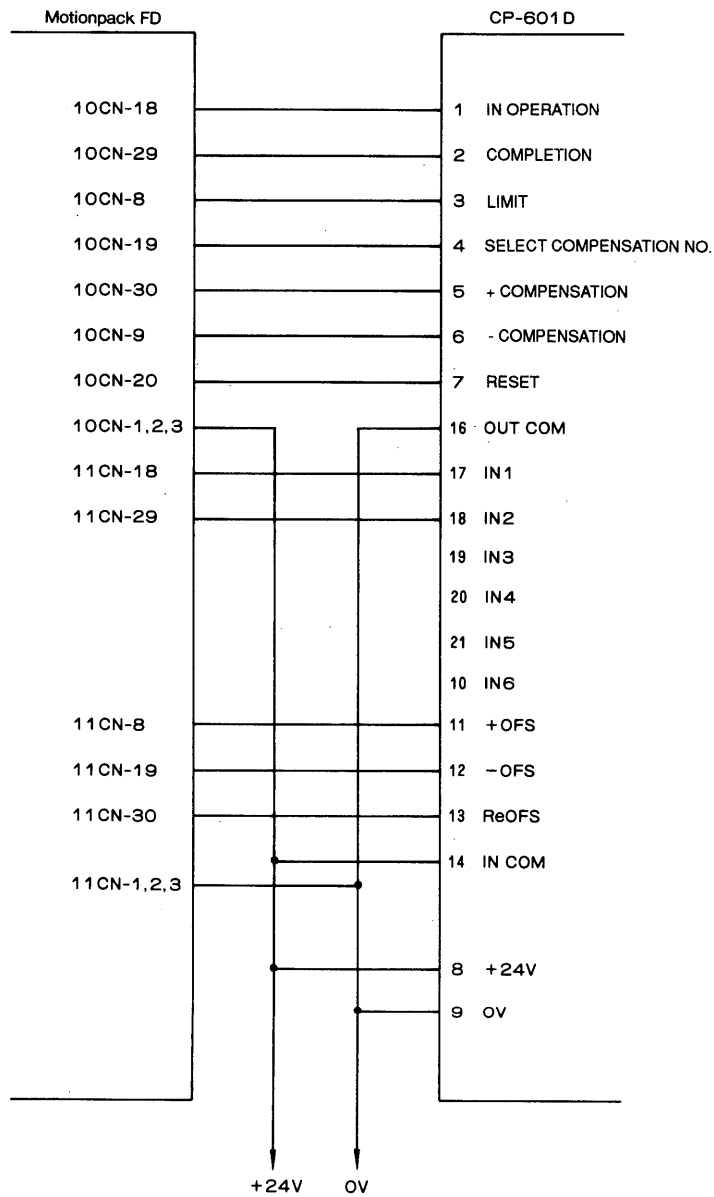 Motionpack FD CP-601D
10CN-18 1 IN OPERATION
10CN-29 2 COMPLETION
10CN-8 3 LIMIT
10CN-19 4 SELECT COMPENSATION NO.
10CN-30 5 + COMPENSATION
10CN-9 6 - COMPENSATION
10CN-20 7 RESET
10CN-1,2,3 16 OUT COM
11CN-18 17 IN1
11CN-29 18 IN2
19 IN3
20 IN4
21 IN5
10 IN6
11CN-8 11 +OFS
11CN-19 12 -OFS
11CN-30 13 ReOFS
14 IN COM
11CN-1,2,3
8 +24V
9 0V
+24V 0V